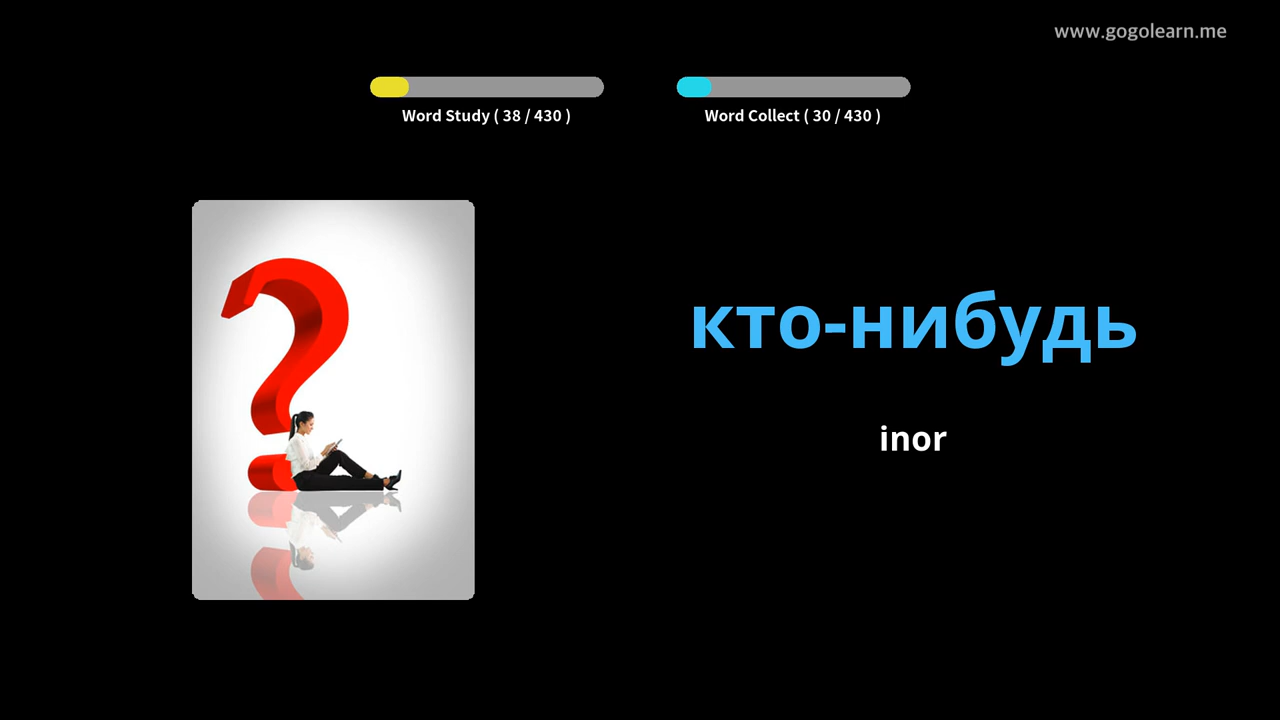 www.gogolearn.me
Word Study ( 38 / 430 )
Word Collect ( 30 / 430 )
кто-нибудь
inor